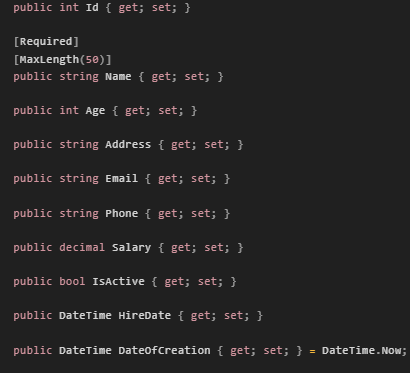 public int Id { get; set; }
[Required]
[MaxLength(50)]
public string Name { get; set; }
public int Age { get; set; }
public string Address { get; set; }
public string Email { get; set; }
public string Phone { get; set; }
public decimal Salary { get; set; }
public bool IsActive { get; set; }
public DateTime HireDate { get; set; }
public DateTime DateOfCreation { get; set; } = DateTime.Now;